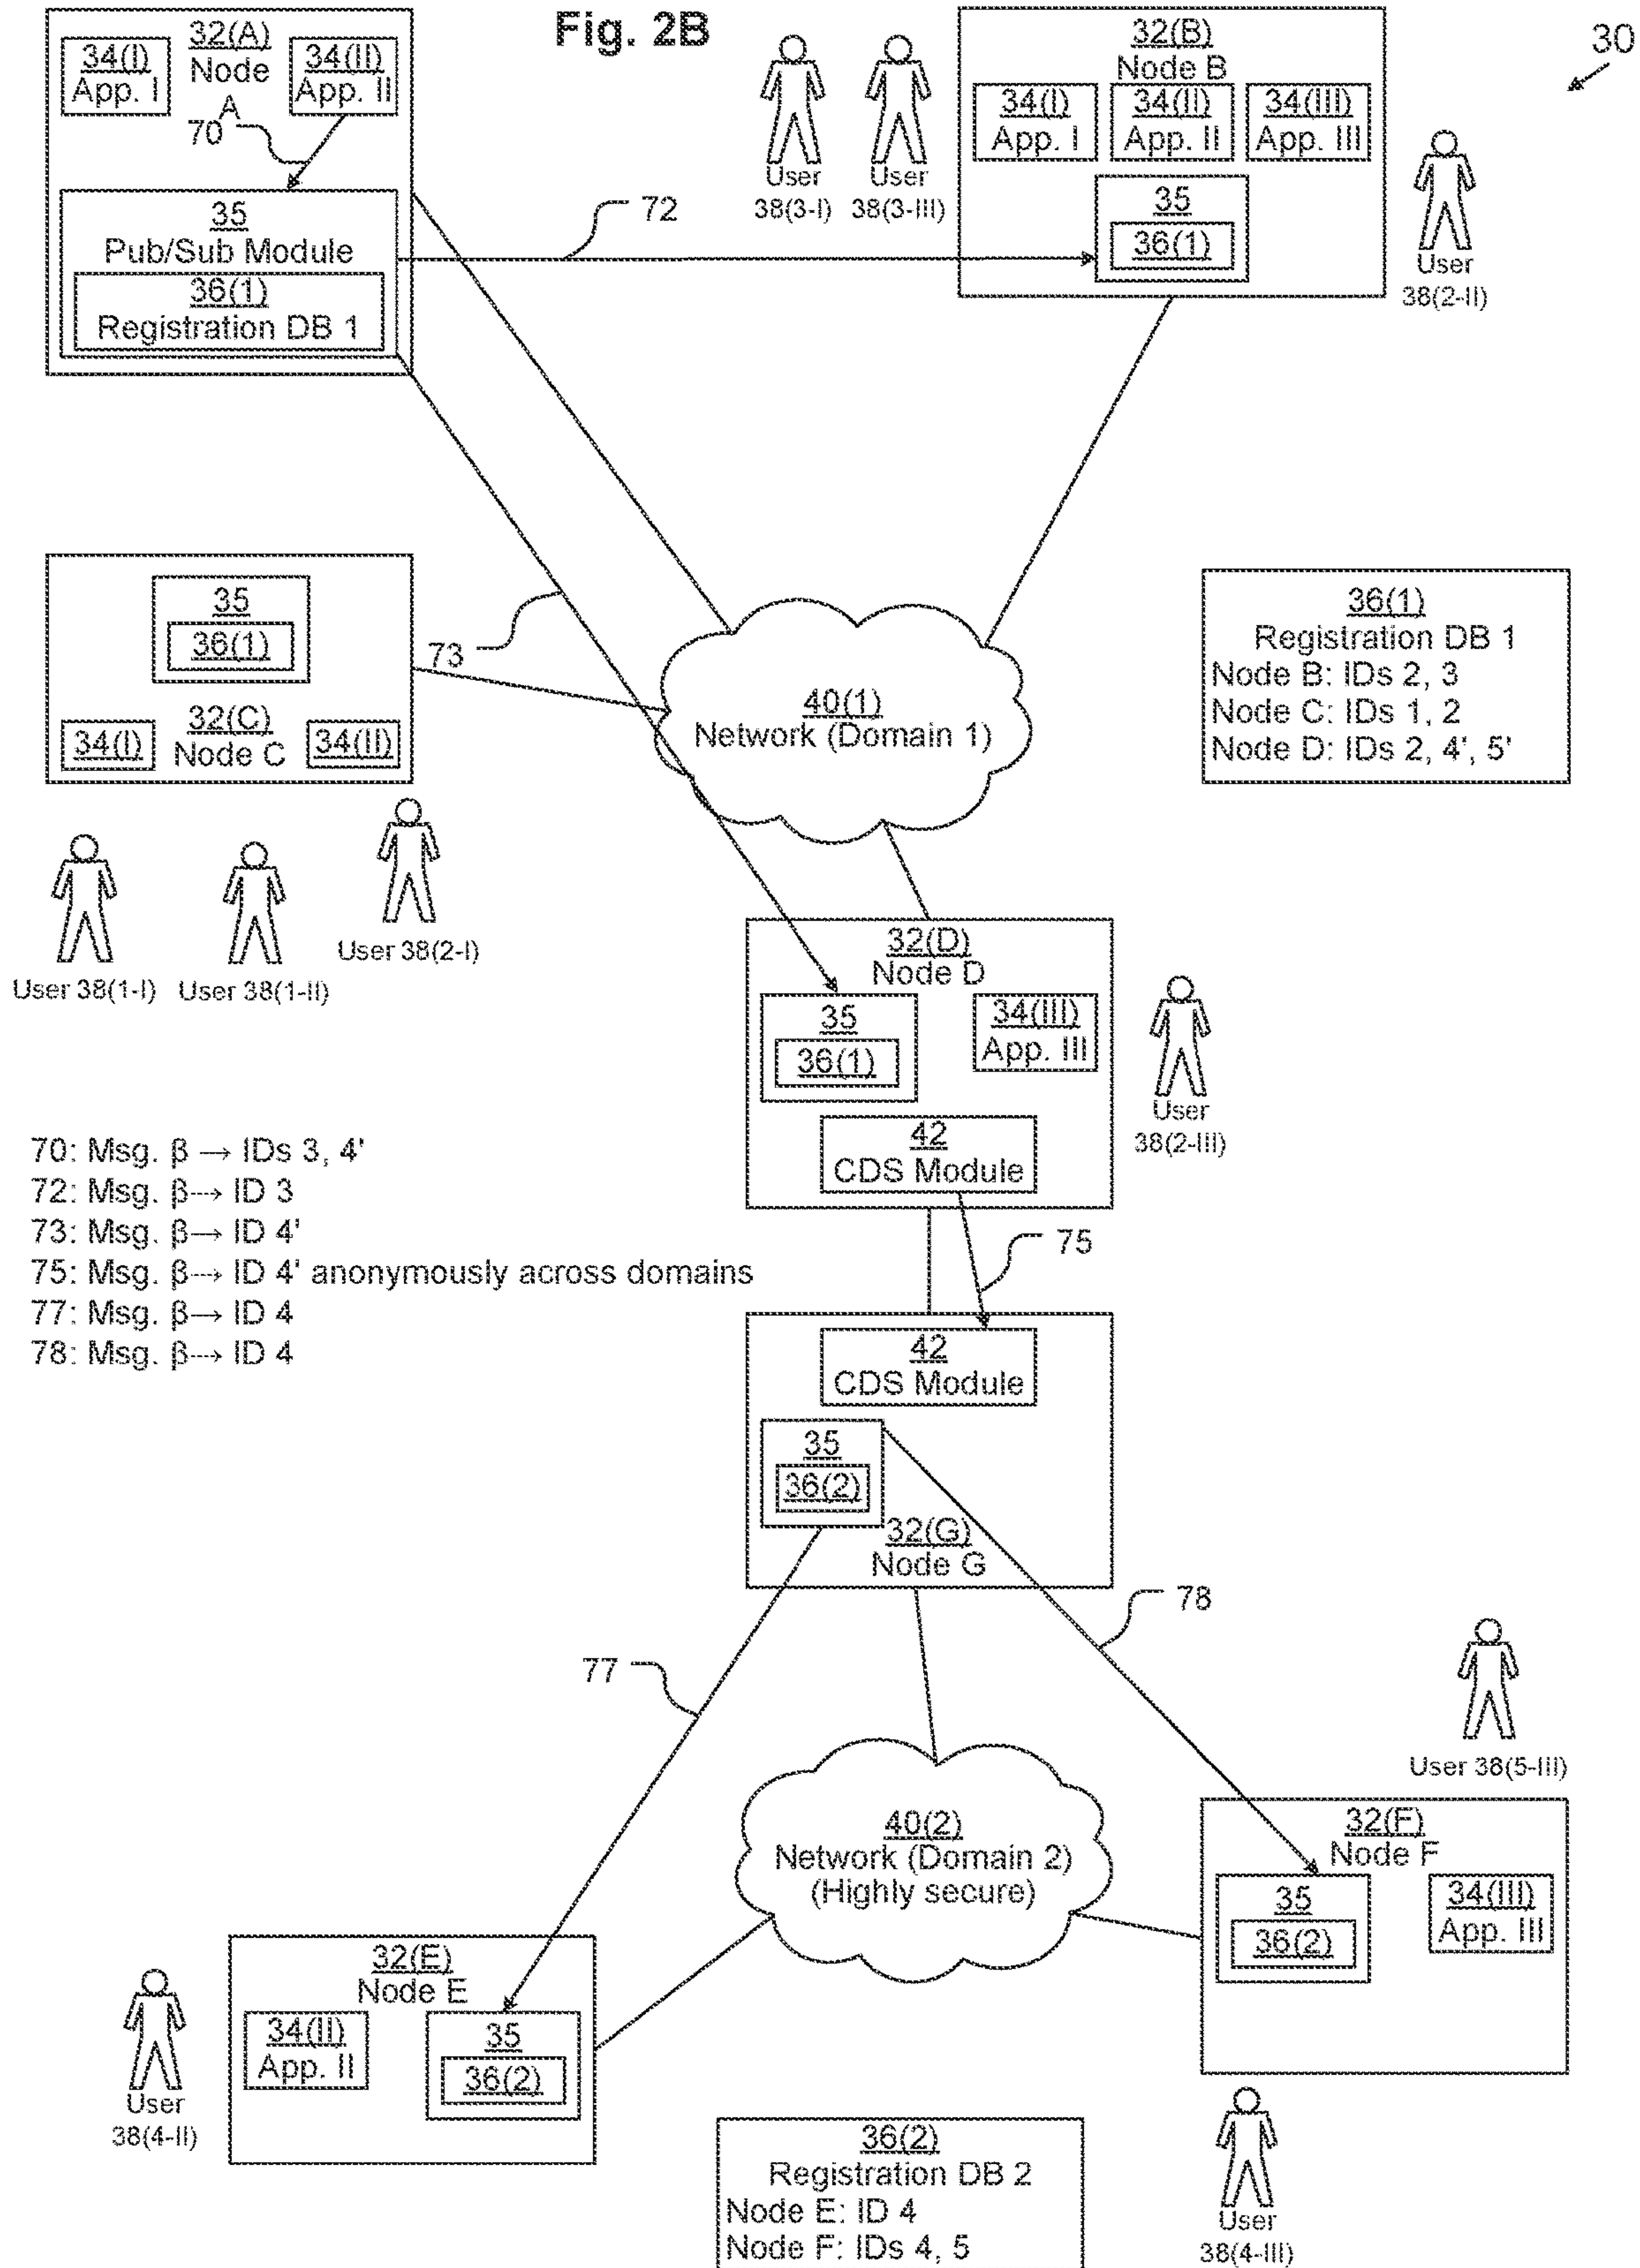 Fig. 2B
30
32(A)
Node
A
34(I)
App. I
34(II)
App. II
70
35
Pub/Sub Module
36(1)
Registration DB 1
72
User
38(3-I)
User
38(3-III)
32(B)
Node B
34(I)
App. I
34(II)
App. II
34(III)
App. III
35
36(1)
User
38(2-II)
35
36(1)
32(C)
Node C
34(I)
34(II)
73
40(1)
Network (Domain 1)
36(1)
Registration DB 1
Node B: IDs 2, 3
Node C: IDs 1, 2
Node D: IDs 2, 4', 5'
User 38(1-I)
User 38(1-II)
User 38(2-I)
32(D)
Node D
35
36(1)
34(III)
App. III
42
CDS Module
User
38(2-III)
70: Msg. β → IDs 3, 4'
72: Msg. β--→ ID 3
73: Msg. β--→ ID 4'
75: Msg. β--→ ID 4' anonymously across domains
77: Msg. β--→ ID 4
78: Msg. β--→ ID 4
75
42
CDS Module
35
36(2)
32(G)
Node G
77
78
40(2)
Network (Domain 2)
(Highly secure)
User 38(5-III)
32(F)
Node F
35
36(2)
34(III)
App. III
32(E)
Node E
34(II)
App. II
35
36(2)
User
38(4-II)
36(2)
Registration DB 2
Node E: ID 4
Node F: IDs 4, 5
User
38(4-III)